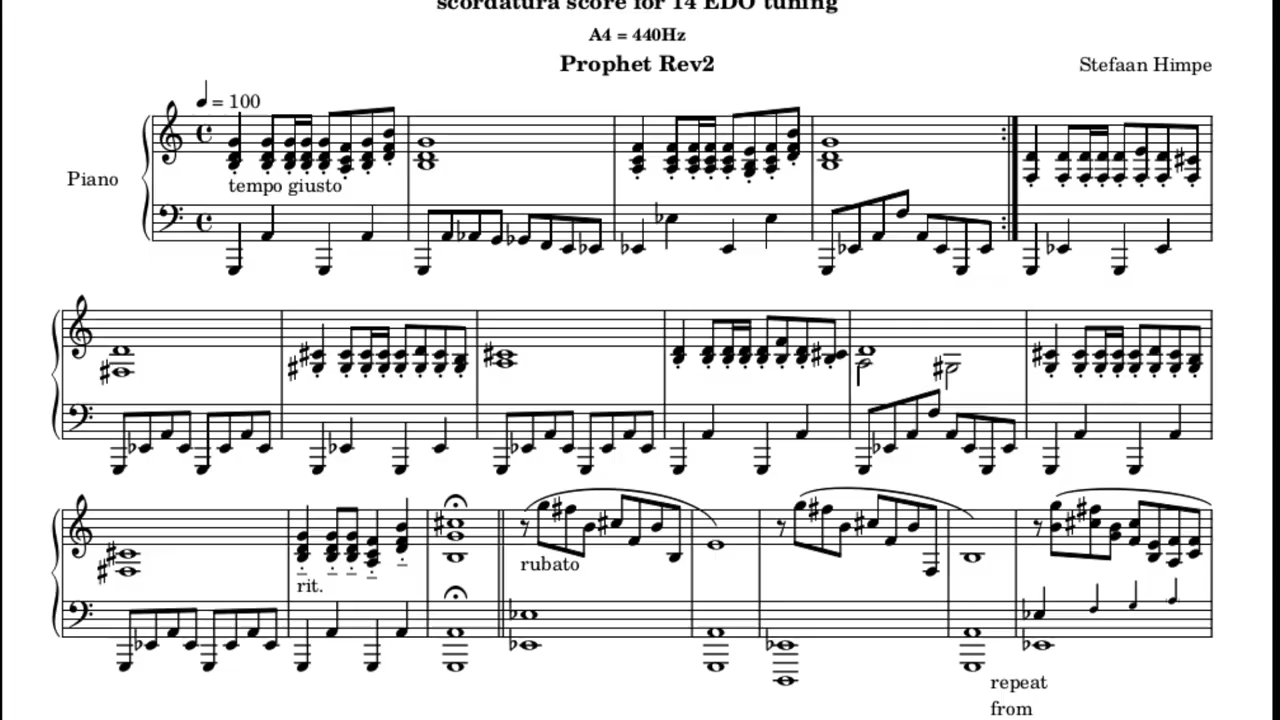 scordatura score for 14 EDO tuning
A4 = 440Hz
Prophet Rev2
Stefaan Himpe
= 100
Piano
tempo giusto
rit.
rubato
repeat
from